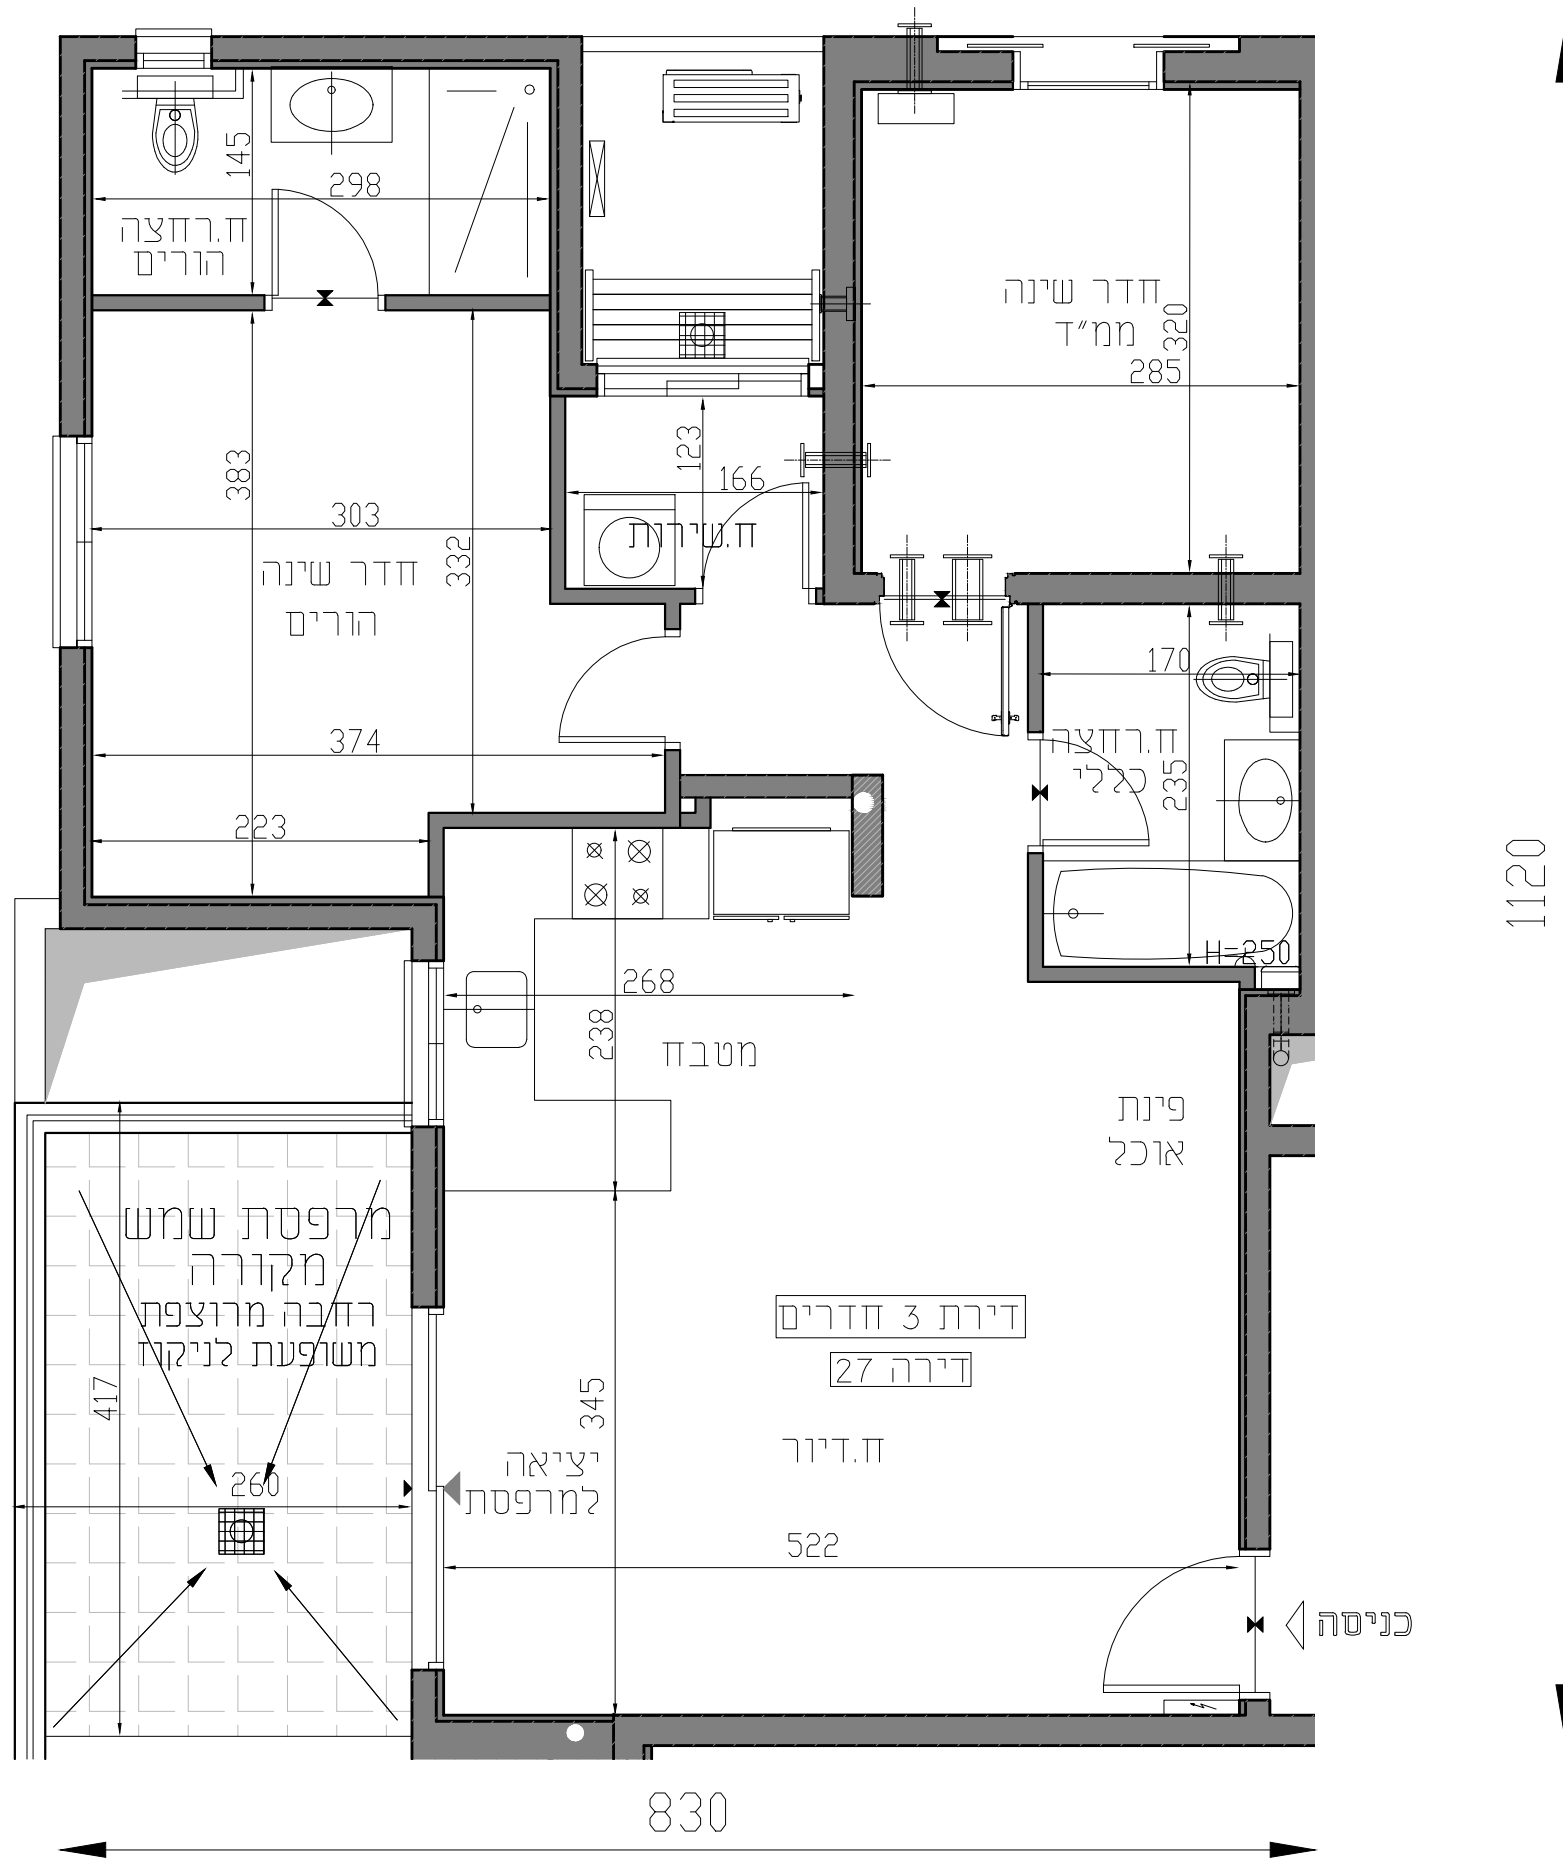 145
298
ח.רחצה
הורים
חדר שינה
ממ"ד
320
285
383
303
332
חדר שינה
הורים
123
166
ח.שירות
374
223
170
ח.רחצה
כללי
235
H=250
1120
268
238
מטבח
פינת
אוכל
מרפסת שמש
מקורה
רחבה מרוצפת
משופעת לניקוז
417
260
דירת 3 חדרים
דירה 27
345
ח.דיור
יציאה
למרפסת
522
כניסה
830